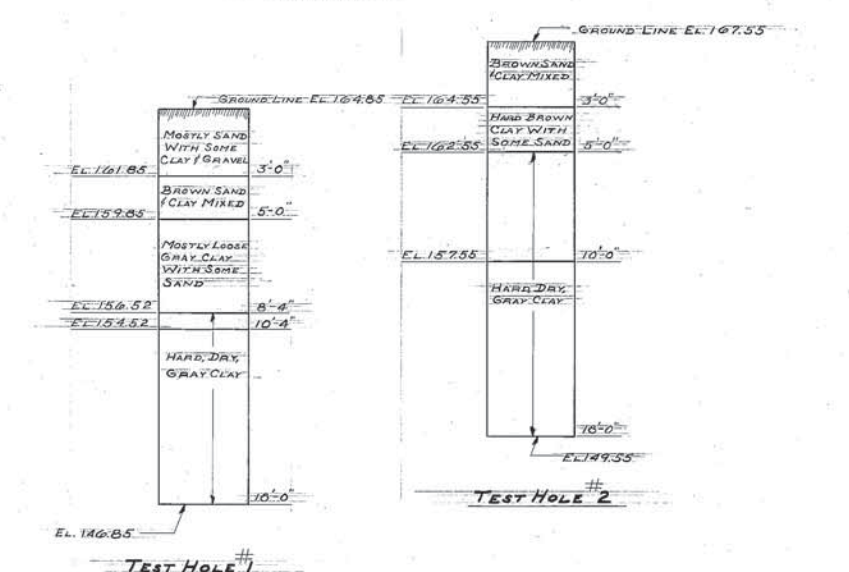 GROUND LINE EL. 164.85
MOSTLY SAND
WITH SOME
CLAY & GRAVEL
EL. 161.85
3'-0"
BROWN SAND
& CLAY MIXED
EL. 159.85
5'-0"
MOSTLY LOOSE
GRAY CLAY
WITH SOME
SAND
EL. 156.52
8'-4"
EL. 154.52
10'-4"
HARD, DRY,
GRAY CLAY
18'-0"
EL. 146.85
TEST HOLE #1
GROUND LINE EL. 167.55
BROWN SAND
& CLAY MIXED
EL. 164.55
3'-0"
HARD BROWN
CLAY WITH
SOME SAND
EL. 162.55
5'-0"
EL. 157.55
10'-0"
HARD, DRY,
GRAY CLAY
18'-0"
EL. 149.55
TEST HOLE #2